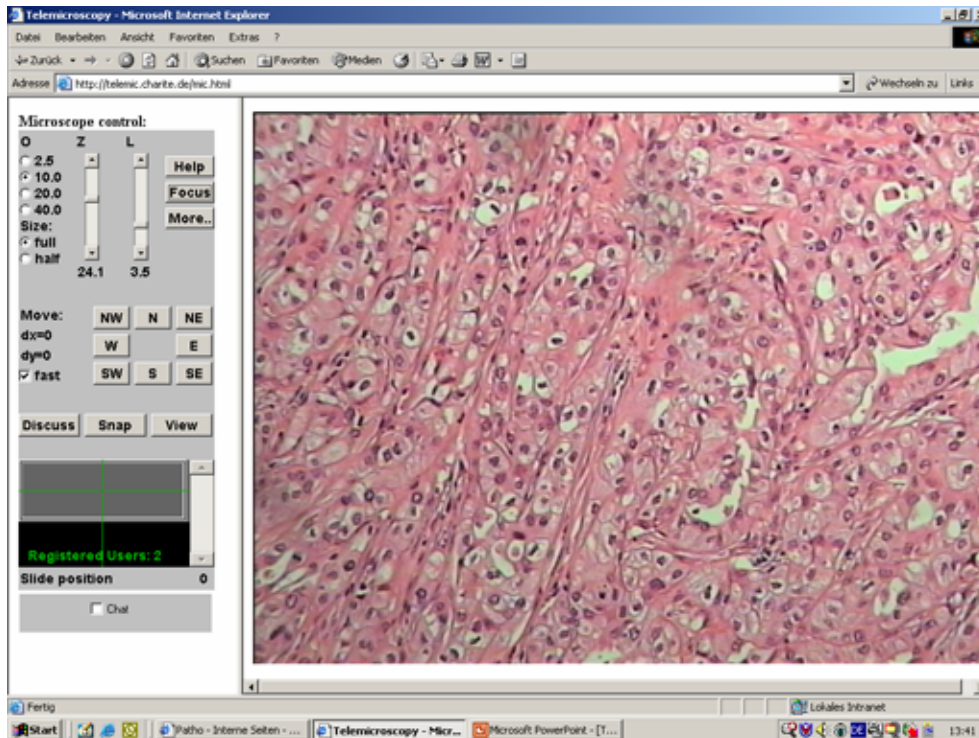 Telemicroscopy - Microsoft Internet Explorer
Datei Bearbeiten Ansicht Favoriten Extras ?
Zurück Suchen Favoriten Medien
Adresse http://telemic.charite.de/mic.html Wechseln zu Links
Microscope control:
O Z L
2.5
10.0
20.0
40.0
Size:
full
half
24.1 3.5
Help
Focus
More..
Move:
dx=0
dy=0
fast
NW N NE
W E
SW S SE
Discuss Snap View
Registered Users: 2
Slide position 0
Chat
Fertig Lokales Intranet
Start Patho - Interne Seiten - ... Telemicroscopy - Micr... Microsoft PowerPoint - [T... DE